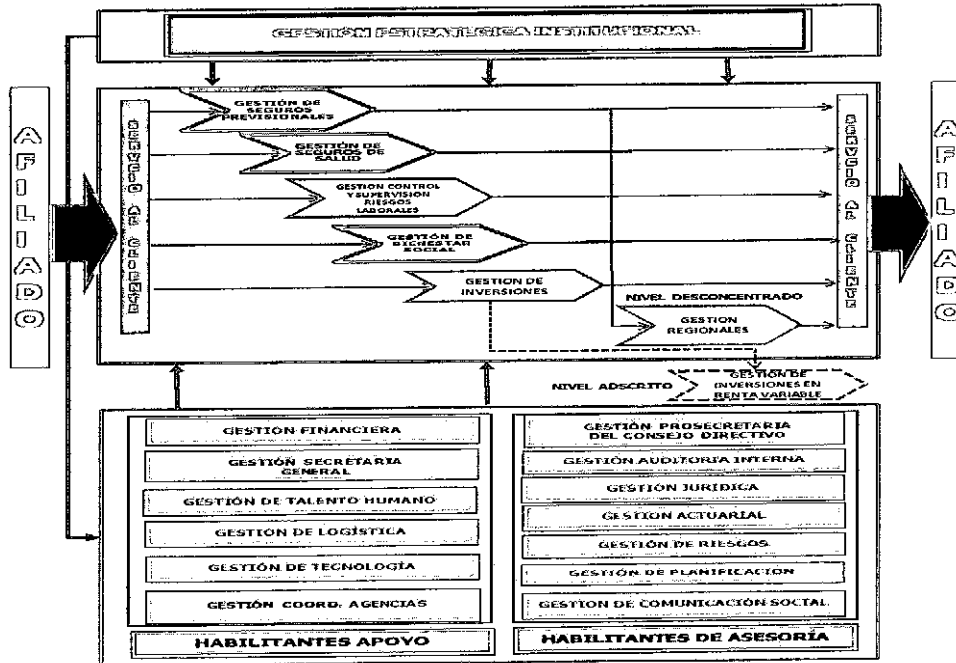 GESTIÓN ESTRATÉGICA INSTITUCIONAL
AFILIADO
SERVICIO AL CLIENTE
GESTIÓN DE
SEGUROS
PREVISIONALES
GESTIÓN DE
SEGUROS DE
SALUD
GESTION CONTROL
Y SUPERVISIÓN
RIESGOS
LABORALES
GESTIÓN DE
BIENESTAR
SOCIAL
GESTION DE
INVERSIONES
NIVEL DESCONCENTRADO
GESTION
REGIONALES
SERVICIO AL CLIENTE
AFILIADO
NIVEL ADSCRITO
GESTIÓN DE
INVERSIONES EN
RENTA VARIABLE
GESTION FINANCIERA
GESTIÓN SECRETARIA
GENERAL
GESTIÓN DE TALENTO HUMANO
GESTIÓN DE LOGÍSTICA
GESTIÓN DE TECNOLOGÍA
GESTIÓN COORD. AGENCIAS
HABILITANTES APOYO
GESTIÓN PROSECRETARIA
DEL CONSEJO DIRECTIVO
GESTIÓN AUDITORIA INTERNA
GESTIÓN JURIDICA
GESTION ACTUARIAL
GESTIÓN DE RIESGOS
GESTIÓN DE PLANIFICACIÓN
GESTION DE COMUNICACIÓN SOCIAL
HABILITANTES DE ASESORÍA